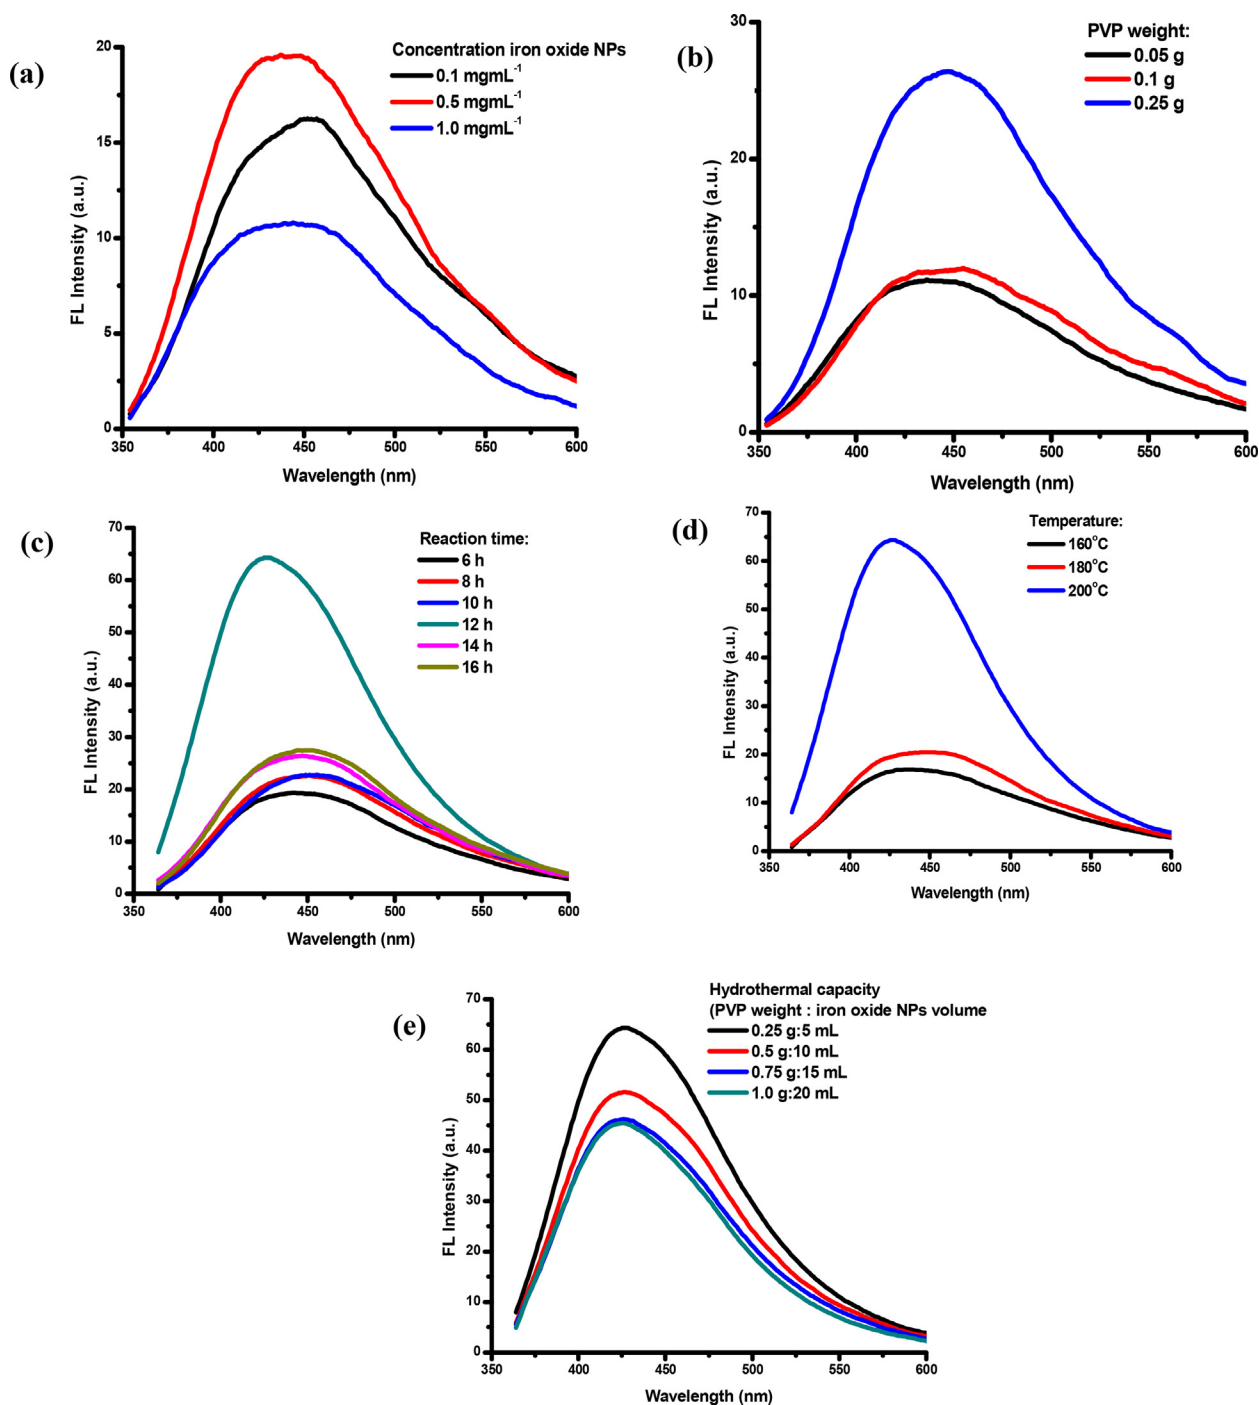 (a)
Concentration iron oxide NPs
0.1 mgmL⁻¹
0.5 mgmL⁻¹
1.0 mgmL⁻¹
20
15
10
5
0
FL Intensity (a.u.)
350 400 450 500 550 600
Wavelength (nm)
(b)
PVP weight:
0.05 g
0.1 g
0.25 g
30
20
10
0
FL Intensity (a.u.)
350 400 450 500 550 600
Wavelength (nm)
(c)
Reaction time:
6 h
8 h
10 h
12 h
14 h
16 h
70
60
50
40
30
20
10
0
FL Intensity (a.u.)
350 400 450 500 550 600
Wavelength (nm)
(d)
Temperature:
160°C
180°C
200°C
70
60
50
40
30
20
10
0
FL Intensity (a.u.)
350 400 450 500 550 600
Wavelength (nm)
(e)
Hydrothermal capacity
(PVP weight : iron oxide NPs volume
0.25 g:5 mL
0.5 g:10 mL
0.75 g:15 mL
1.0 g:20 mL
70
60
50
40
30
20
10
0
FL Intensity (a.u.)
350 400 450 500 550 600
Wavelength (nm)